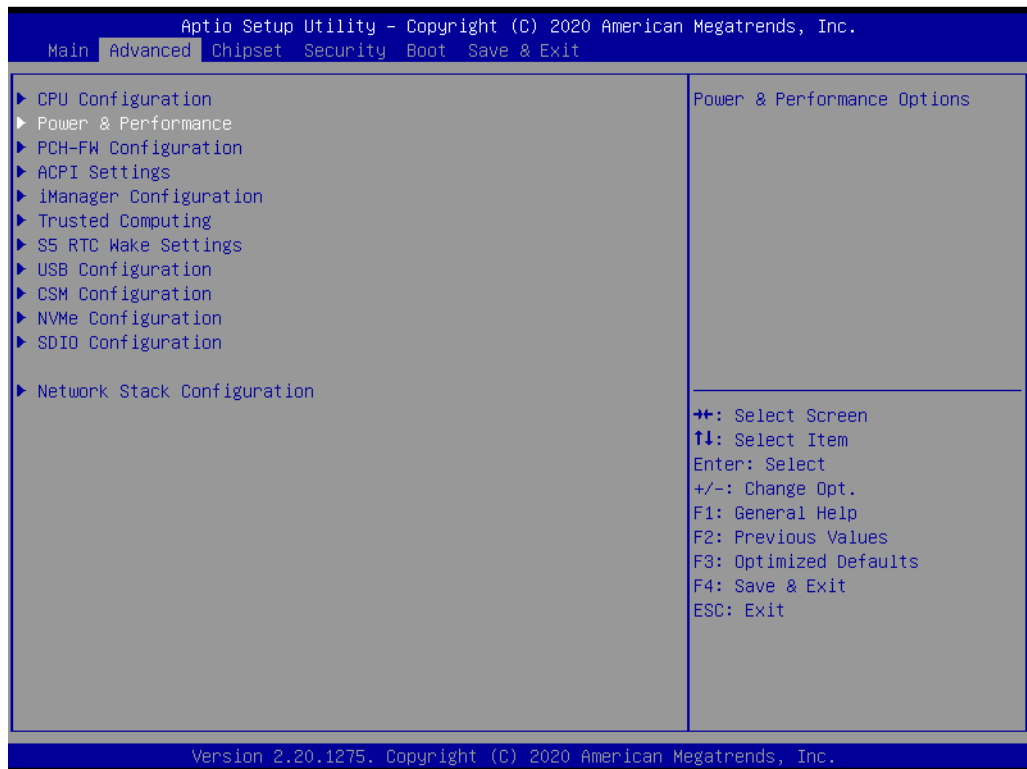 Aptio Setup Utility – Copyright (C) 2020 American Megatrends, Inc.
Main Advanced Chipset Security Boot Save & Exit
▶ CPU Configuration
▶ Power & Performance
▶ PCH-FW Configuration
▶ ACPI Settings
▶ iManager Configuration
▶ Trusted Computing
▶ S5 RTC Wake Settings
▶ USB Configuration
▶ CSM Configuration
▶ NVMe Configuration
▶ SDIO Configuration
▶ Network Stack Configuration
Power & Performance Options
→←: Select Screen
↑↓: Select Item
Enter: Select
+/-: Change Opt.
F1: General Help
F2: Previous Values
F3: Optimized Defaults
F4: Save & Exit
ESC: Exit
Version 2.20.1275. Copyright (C) 2020 American Megatrends, Inc.